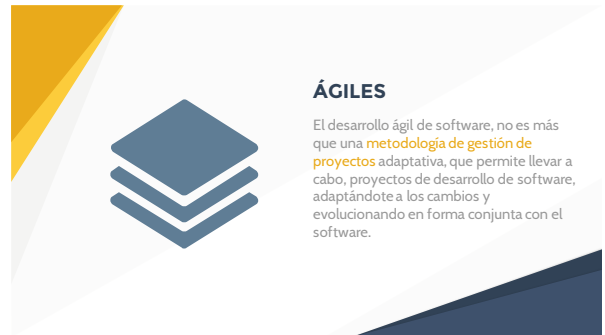 ÁGILES
El desarrollo ágil de software, no es más
que una metodología de gestión de
proyectos adaptativa, que permite llevar a
cabo, proyectos de desarrollo de software,
adaptándote a los cambios y
evolucionando en forma conjunta con el
software.